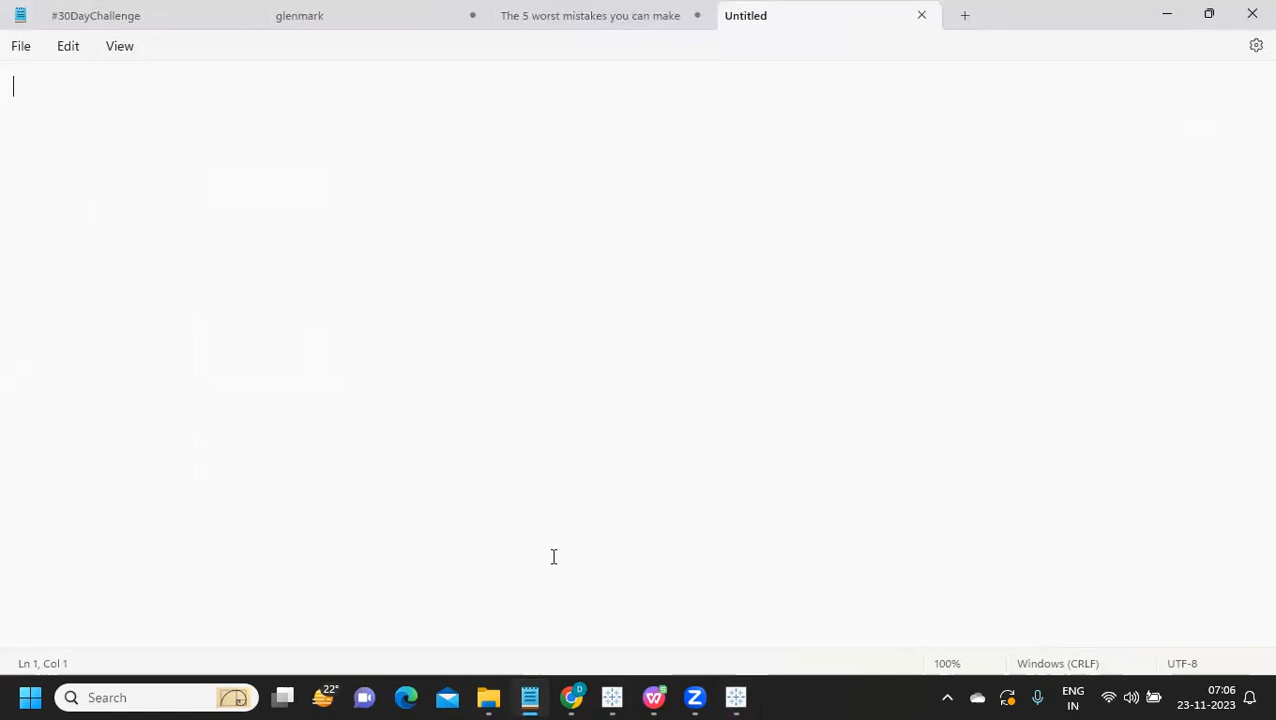 #30DayChallenge glenmark The 5 worst mistakes you can make Untitled
File Edit View
Ln 1, Col 1 100% Windows (CRLF) UTF-8
Search 22° ENG 07:06
IN 23-11-2023